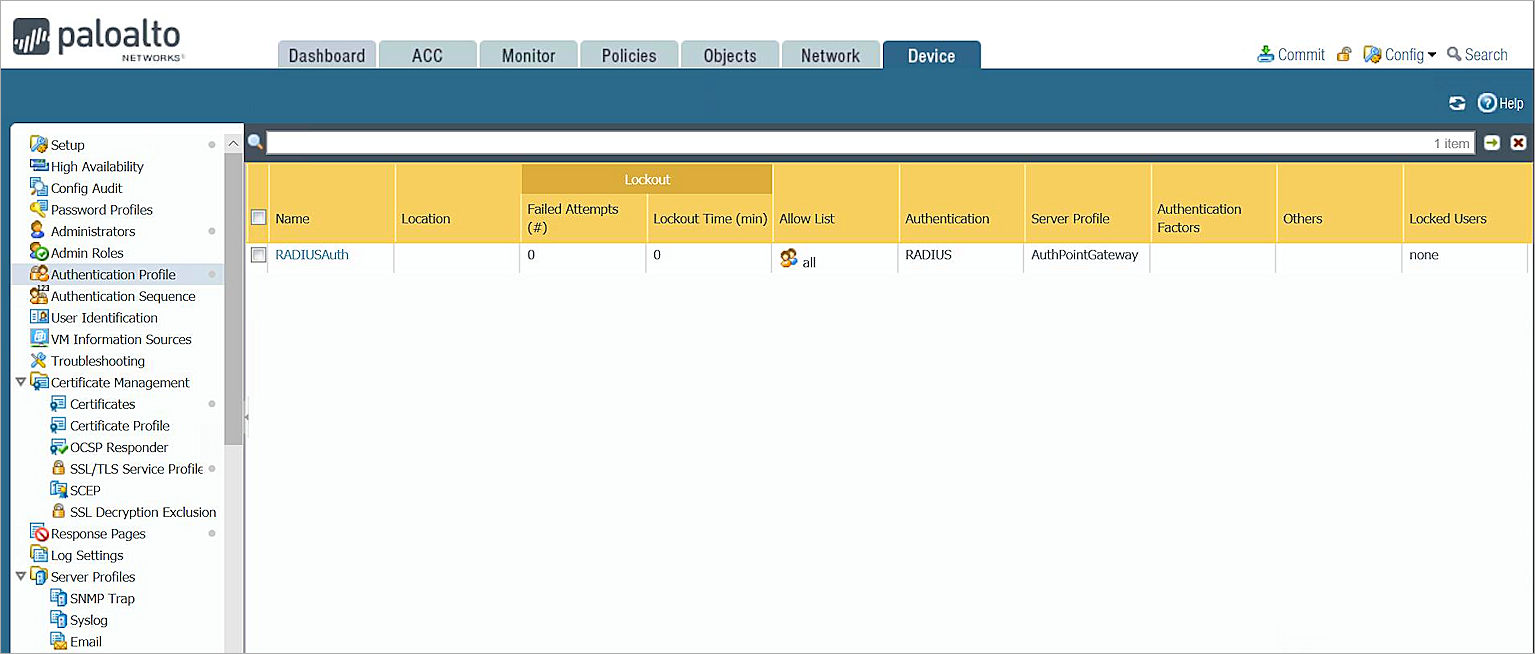 paloalto
NETWORKS®
Dashboard ACC Monitor Policies Objects Network Device
Commit Config Search
Help
Setup
High Availability
Config Audit
Password Profiles
Administrators
Admin Roles
Authentication Profile
Authentication Sequence
User Identification
VM Information Sources
Troubleshooting
Certificate Management
Certificates
Certificate Profile
OCSP Responder
SSL/TLS Service Profile
SCEP
SSL Decryption Exclusion
Response Pages
Log Settings
Server Profiles
SNMP Trap
Syslog
Email
1 item
Lockout
Name Location Failed Attempts (#) Lockout Time (min) Allow List Authentication Server Profile Authentication Factors Others Locked Users
RADIUSAuth 0 0 all RADIUS AuthPointGateway none